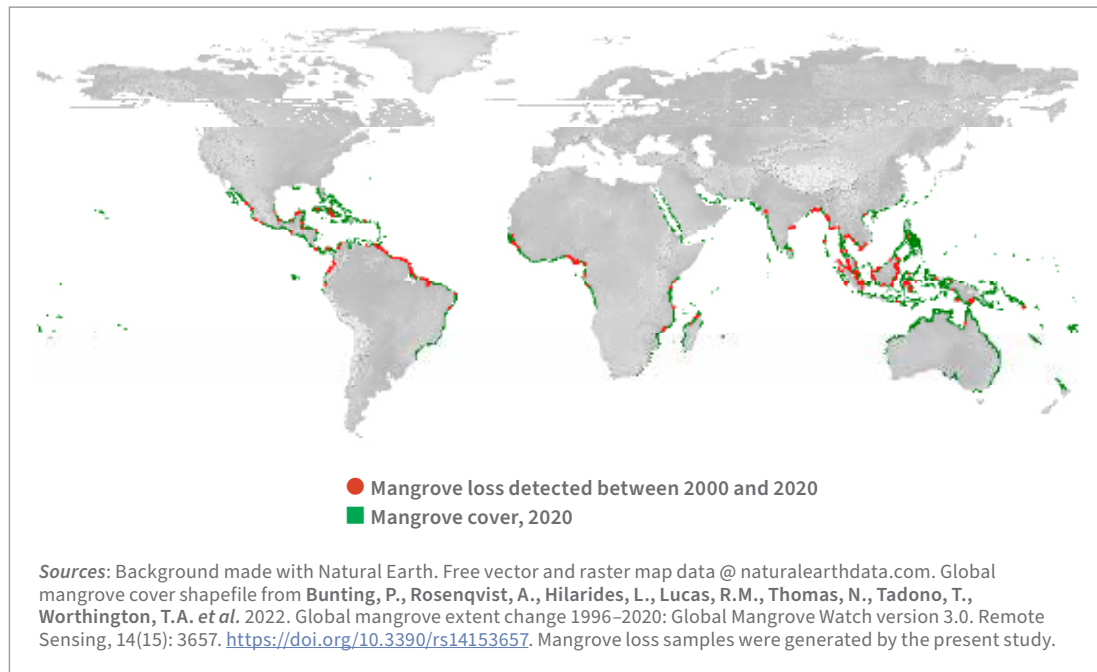 Mangrove loss detected between 2000 and 2020
Mangrove cover, 2020
Sources: Background made with Natural Earth. Free vector and raster map data @ naturalearthdata.com. Global
mangrove cover shapefile from Bunting, P., Rosenqvist, A., Hilarides, L., Lucas, R.M., Thomas, N., Tadono, T.,
Worthington, T.A. et al. 2022. Global mangrove extent change 1996–2020: Global Mangrove Watch version 3.0. Remote
Sensing, 14(15): 3657. https://doi.org/10.3390/rs14153657. Mangrove loss samples were generated by the present study.